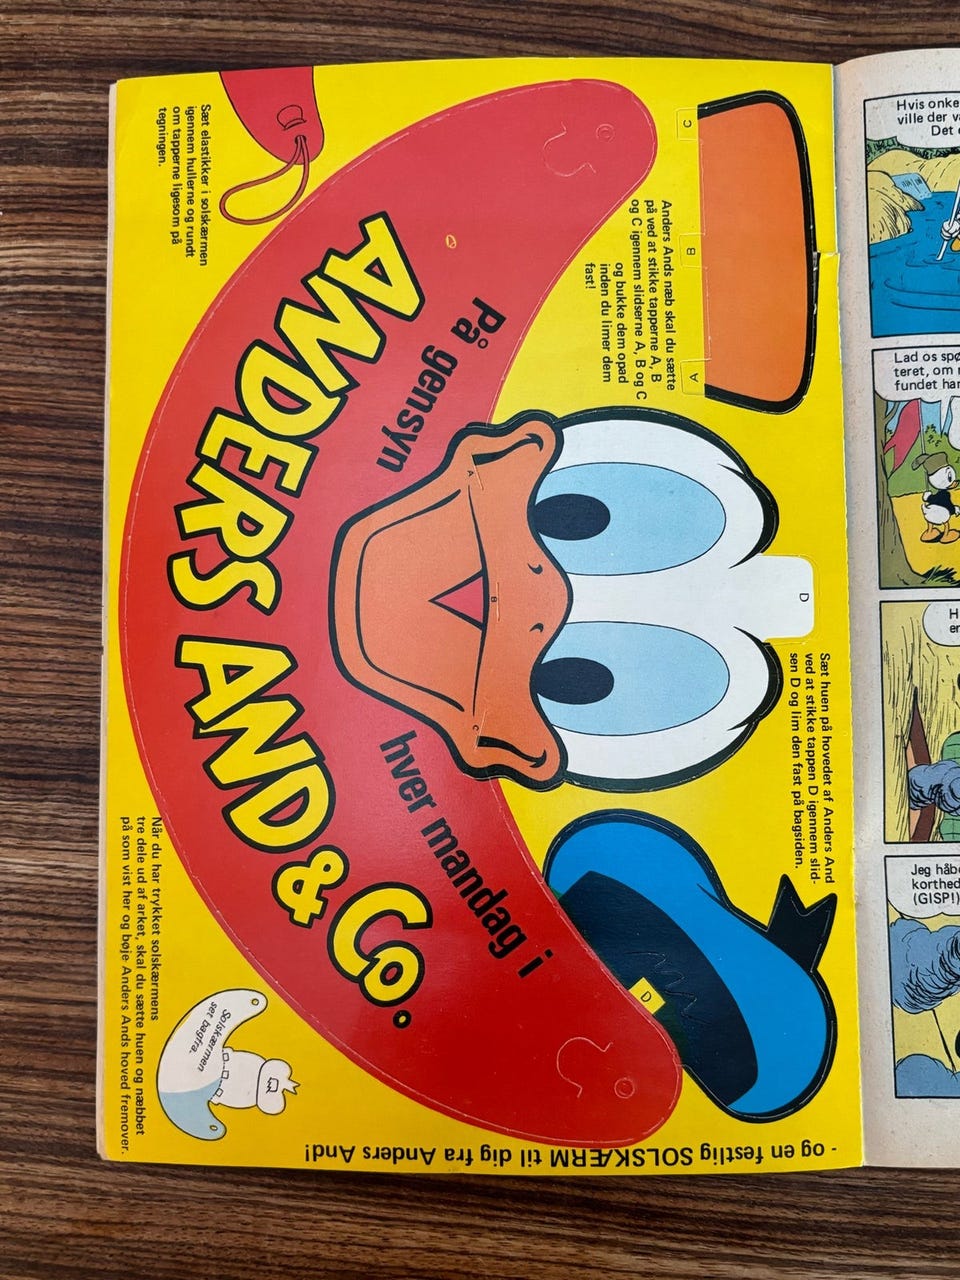 Sæt elastikker i solskærmen
igennem hullerne og rundt
om tapperne ligesom på
tegningen.
C
B
A
Anders Ands næb skal du sætte
på ved at stikke tapperne A, B
og C igennem slidserne A, B og C
og bukke dem opad
inden du limer dem
fast!
På gensyn
hver mandag i
ANDERS AND & Co.
A
B
C
D
Sæt huen på hovedet af Anders And
ved at stikke tappen D igennem slid-
sen D og lim den fast på bagsiden.
D
Når du har trykket solskærmens
tre dele ud af arket, skal du sætte huen og næbbet
på som vist her og bøje Anders Ands hoved fremover.
Solskærmen
set bagfra.
- og en festlig SOLSKÆRM til dig fra Anders And!
Hvis onke
ville der v
Det
Lad os spø
teret, om
fundet ha
H
er
Jeg håbe
korthed
(GISP!)